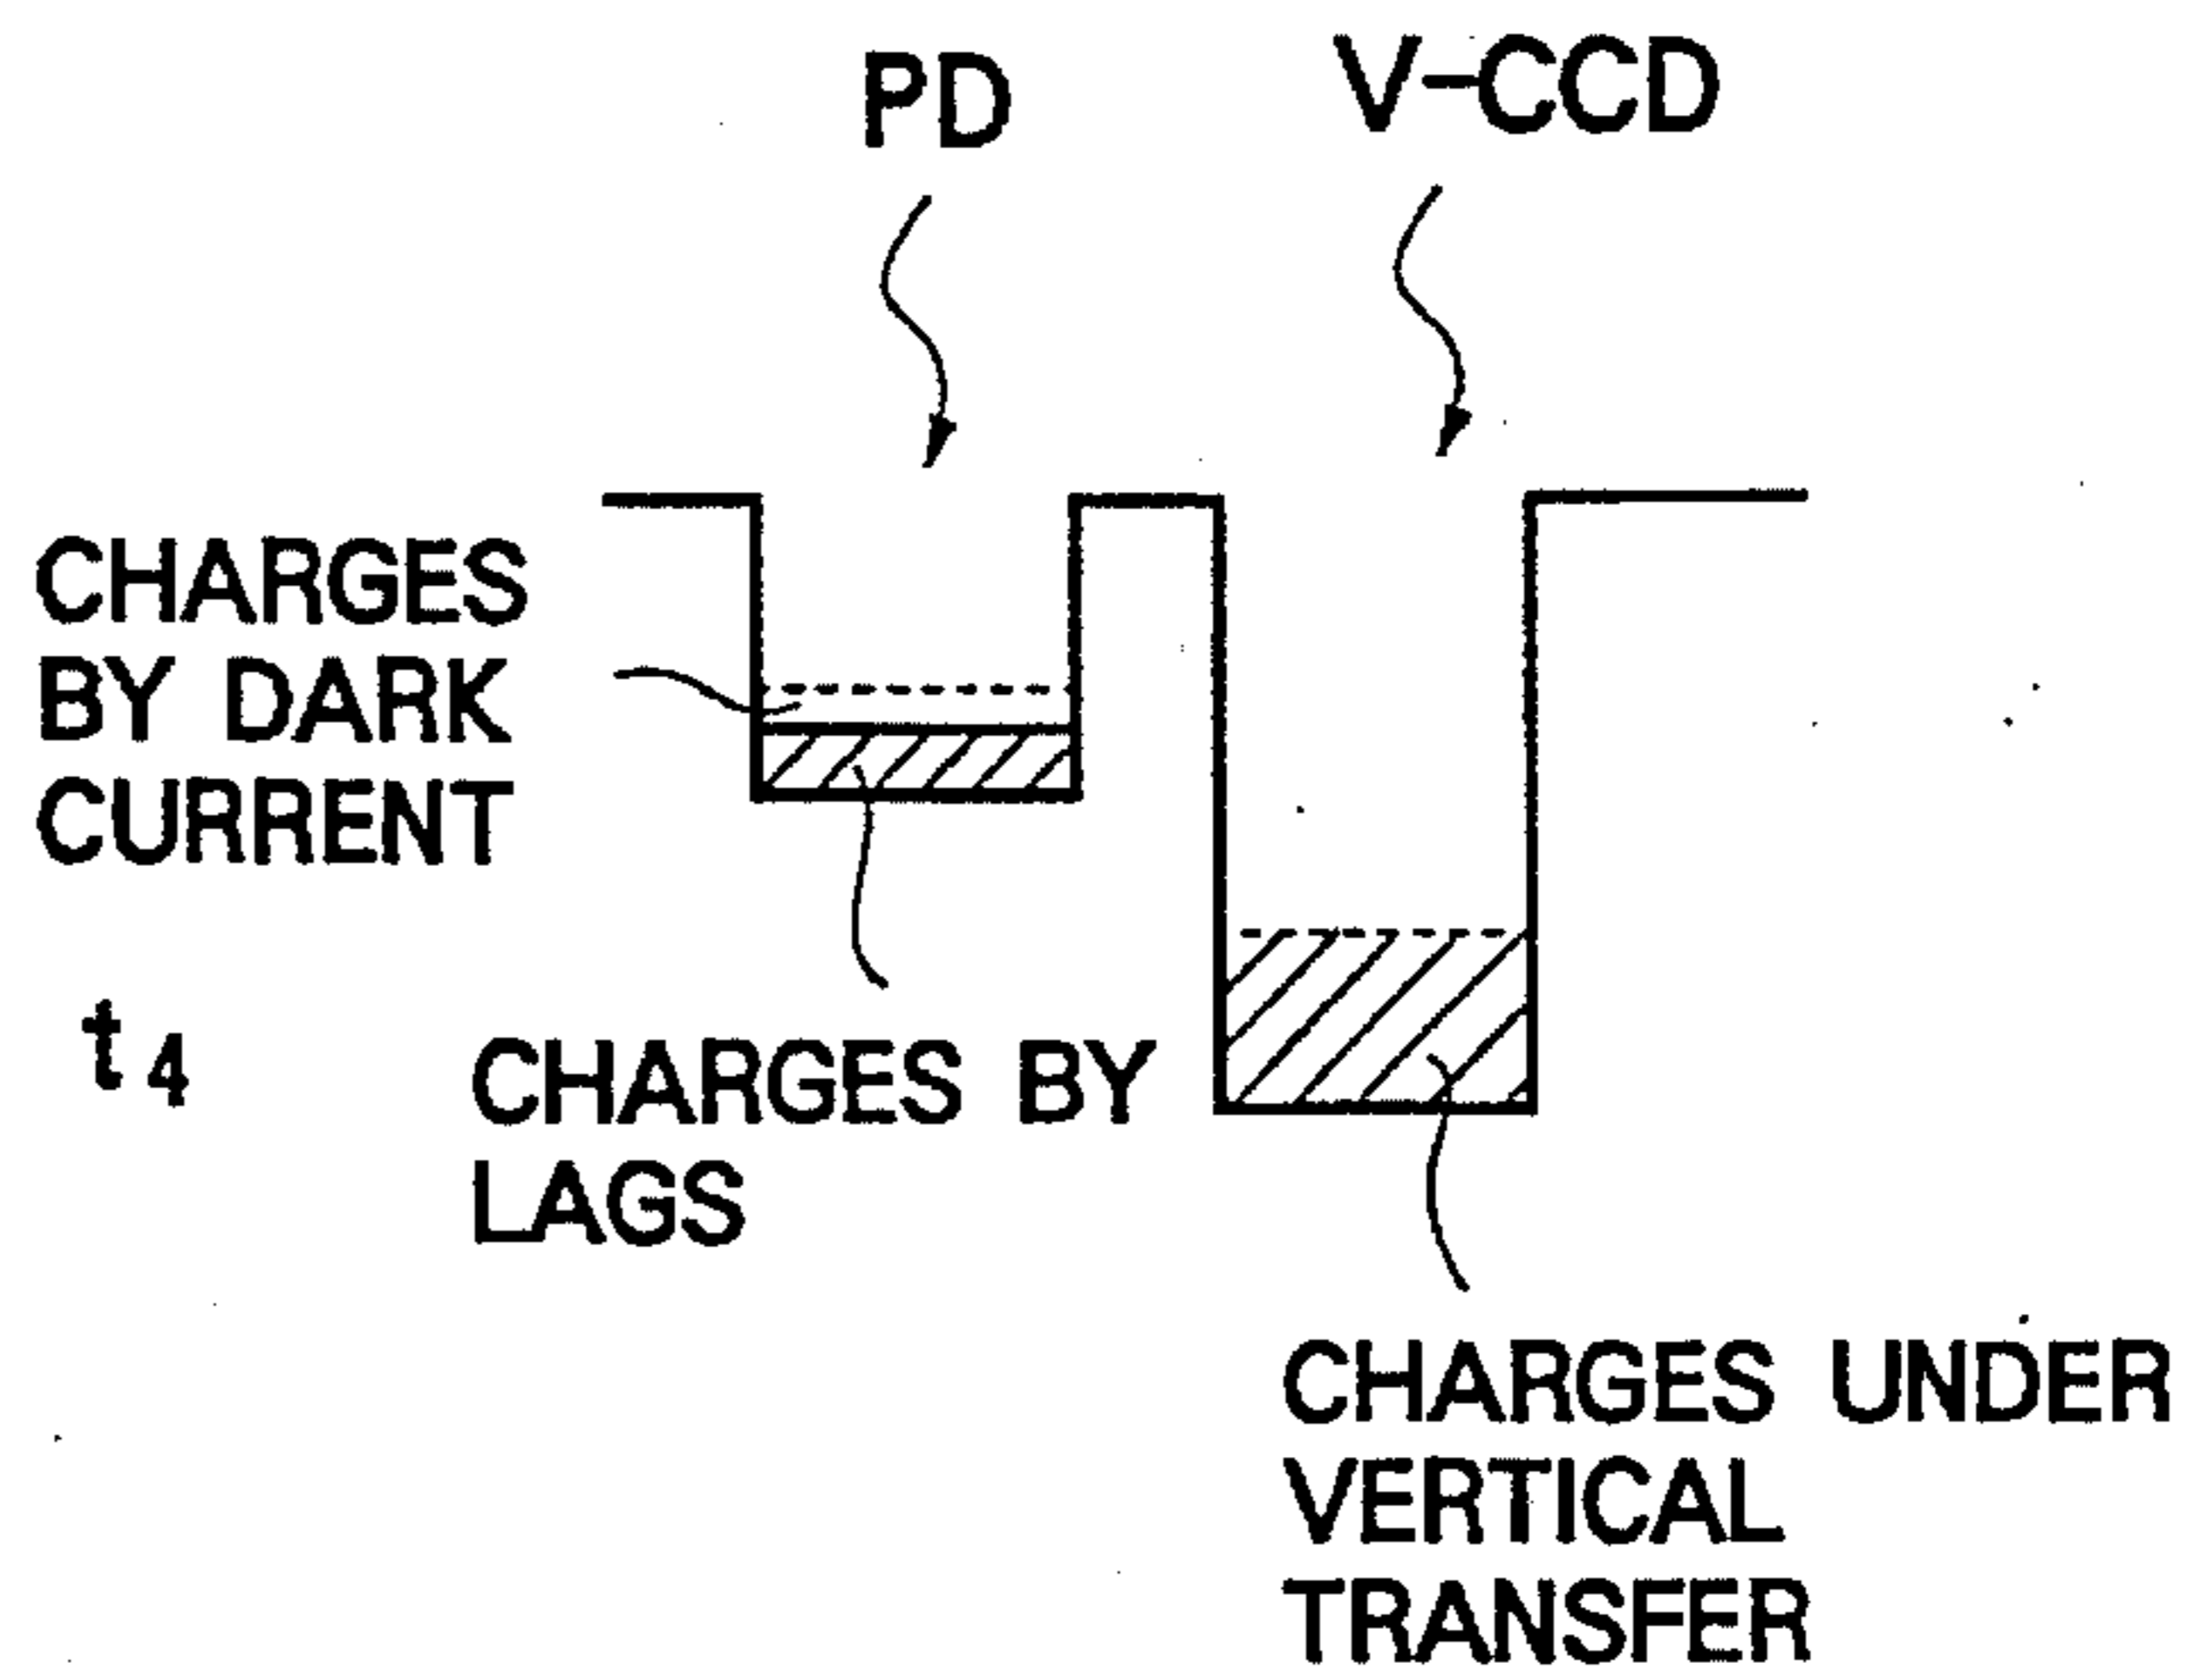 PD
V-CCD
CHARGES
BY DARK
CURRENT
t4
CHARGES BY
LAGS
CHARGES UNDER
VERTICAL
TRANSFER